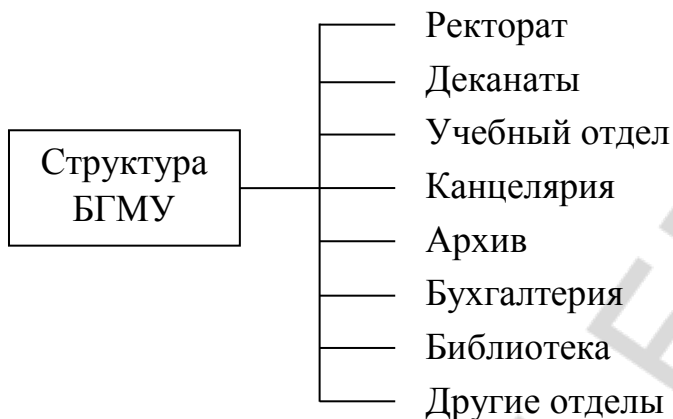 Структура
БГМУ
Ректорат
Деканаты
Учебный отдел
Канцелярия
Архив
Бухгалтерия
Библиотека
Другие отделы